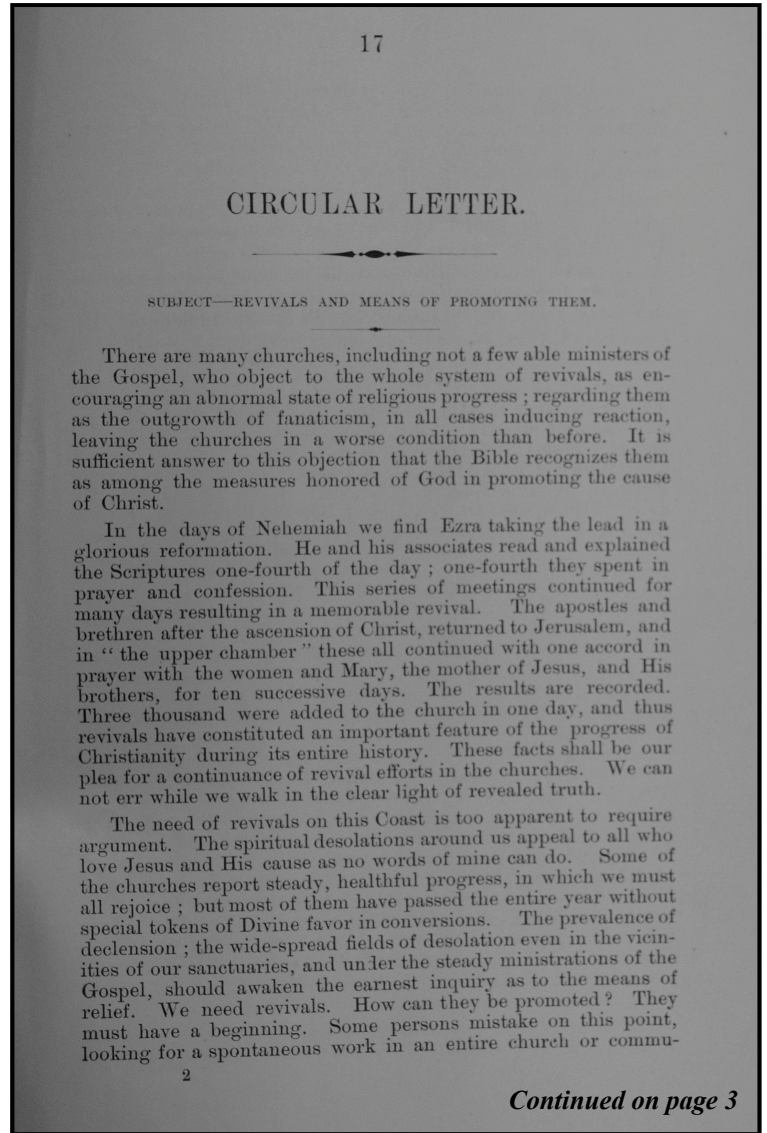 17
CIRCULAR LETTER.
SUBJECT—REVIVALS AND MEANS OF PROMOTING THEM.
There are many churches, including not a few able ministers of
the Gospel, who object to the whole system of revivals, as en-
couraging an abnormal state of religious progress ; regarding them
as the outgrowth of fanaticism, in all cases inducing reaction,
leaving the churches in a worse condition than before. It is
sufficient answer to this objection that the Bible recognizes them
as among the measures honored of God in promoting the cause
of Christ.
In the days of Nehemiah we find Ezra taking the lead in a
glorious reformation. He and his associates read and explained
the Scriptures one-fourth of the day ; one-fourth they spent in
prayer and confession. This series of meetings continued for
many days resulting in a memorable revival. The apostles and
brethren after the ascension of Christ, returned to Jerusalem, and
in “ the upper chamber ” these all continued with one accord in
prayer with the women and Mary, the mother of Jesus, and His
brothers, for ten successive days. The results are recorded.
Three thousand were added to the church in one day, and thus
revivals have constituted an important feature of the progress of
Christianity during its entire history. These facts shall be our
plea for a continuance of revival efforts in the churches. We can
not err while we walk in the clear light of revealed truth.
The need of revivals on this Coast is too apparent to require
argument. The spiritual desolations around us appeal to all who
love Jesus and His cause as no words of mine can do. Some of
the churches report steady, healthful progress, in which we must
all rejoice ; but most of them have passed the entire year without
special tokens of Divine favor in conversions. The prevalence of
declension ; the wide-spread fields of desolation even in the vicin-
ities of our sanctuaries, and under the steady ministrations of the
Gospel, should awaken the earnest inquiry as to the means of
relief. We need revivals. How can they be promoted ? They
must have a beginning. Some persons mistake on this point,
looking for a spontaneous work in an entire church or commu-
2
Continued on page 3